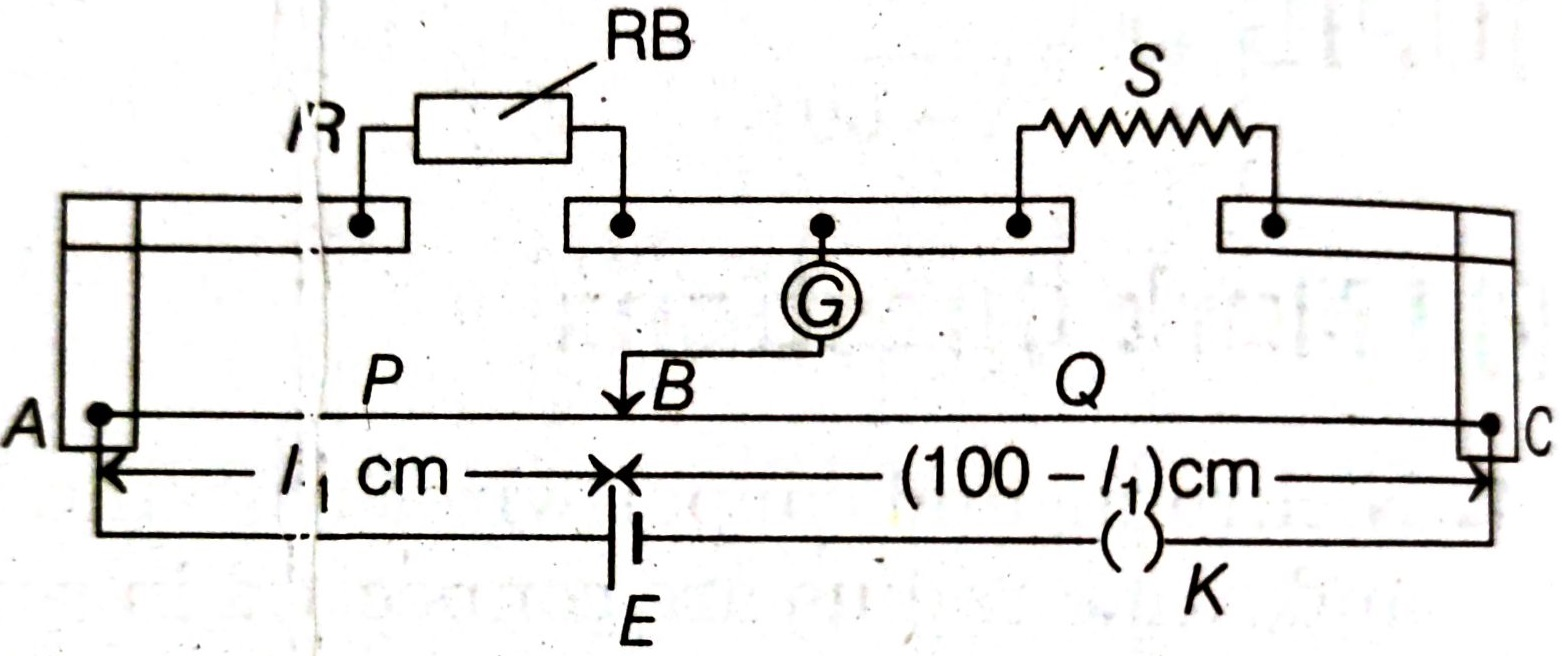 RB
R
S
G
P
B
Q
A
C
l₁ cm
(100 – l₁)cm
E
( )
K